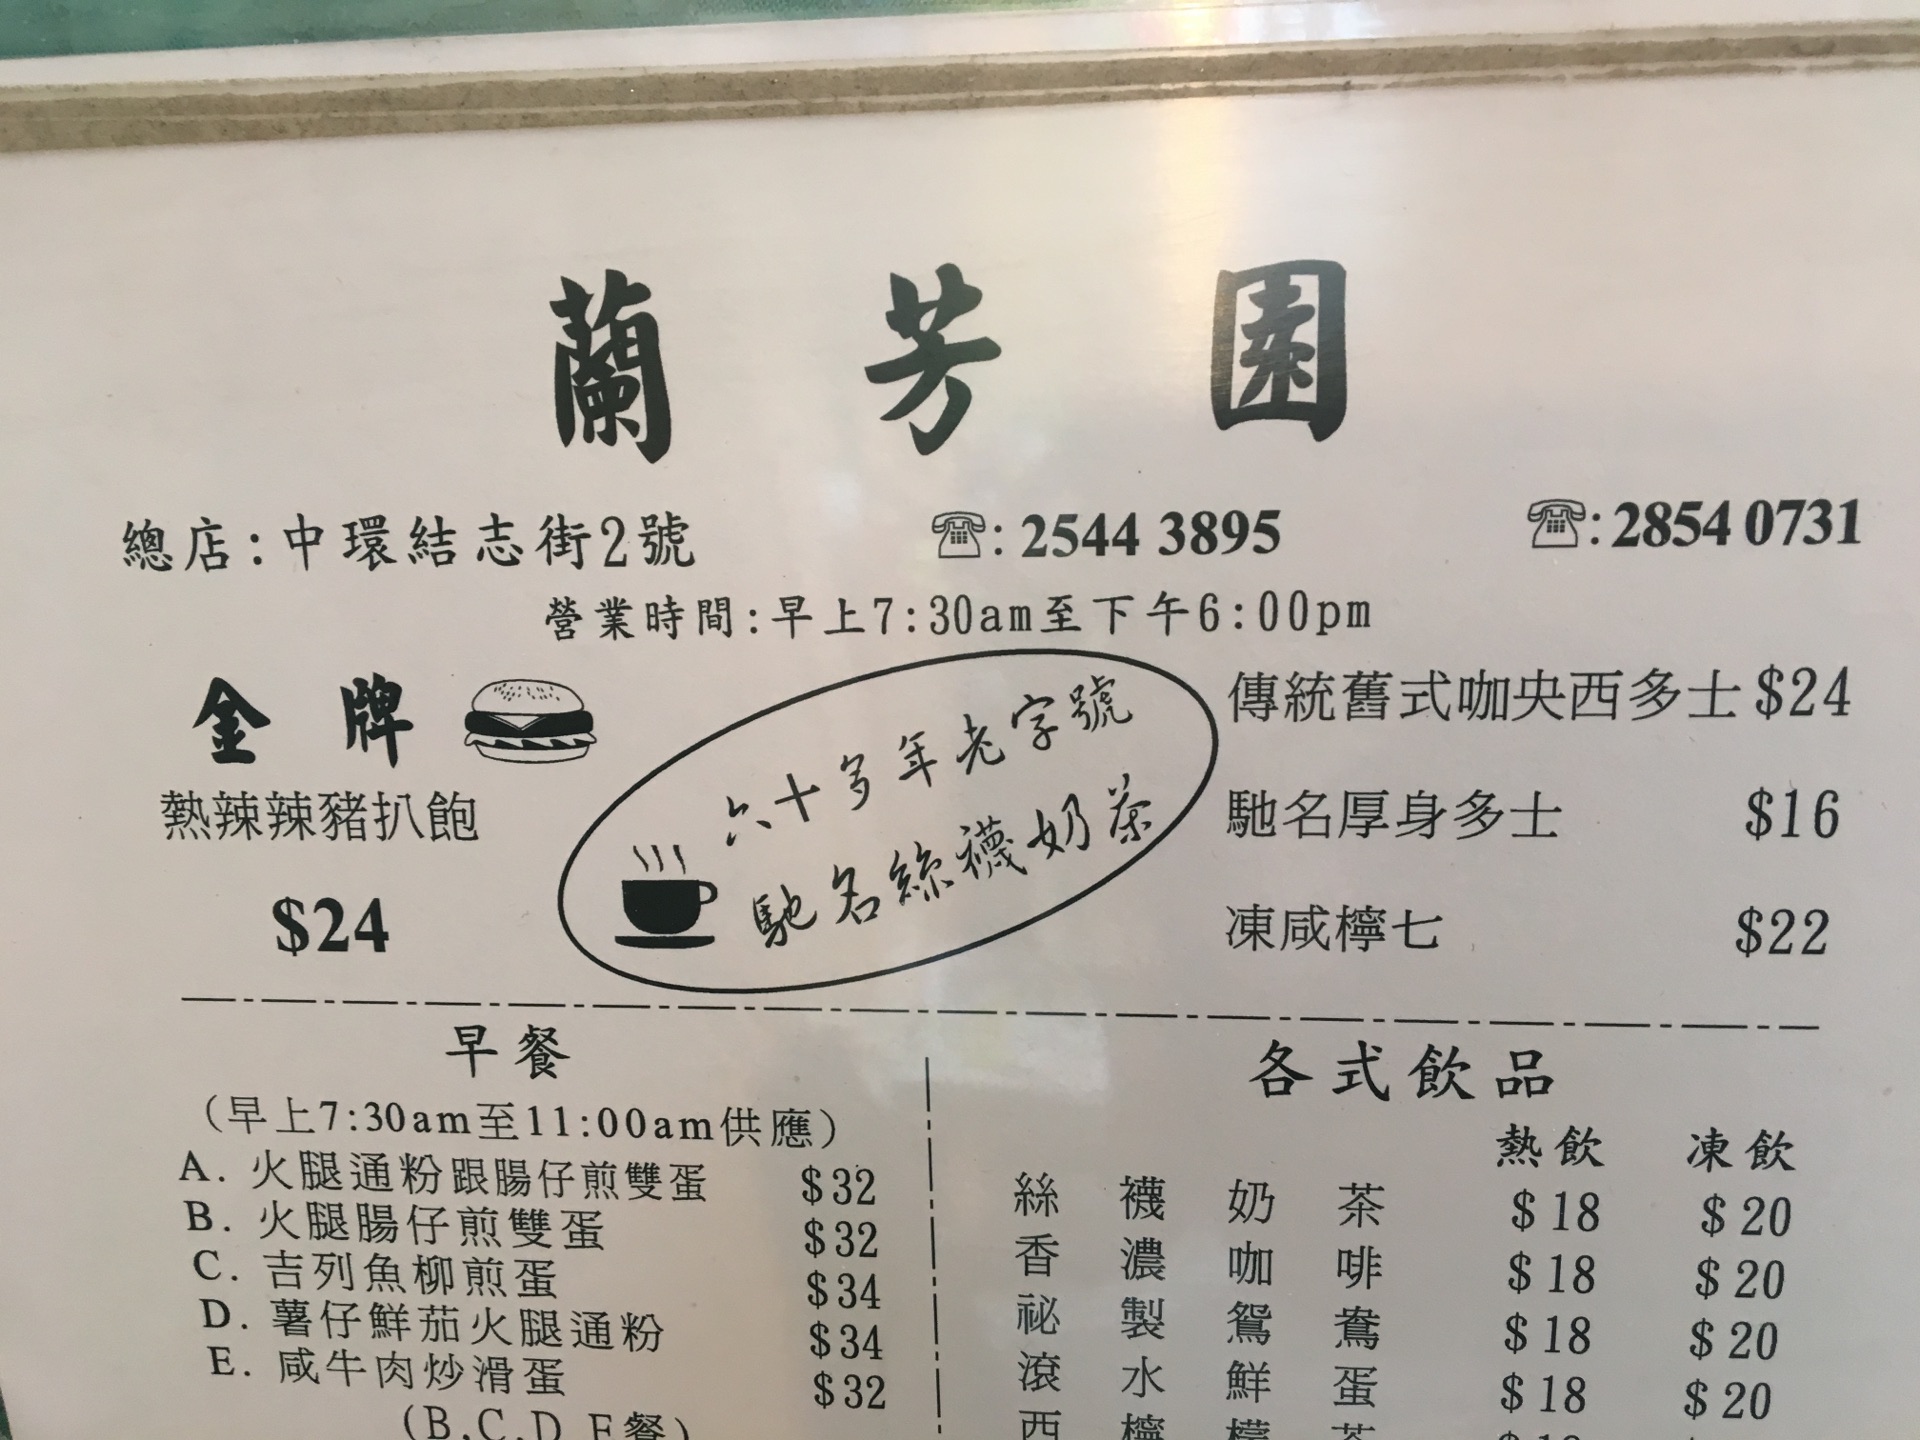 蘭芳園
總店:中環結志街2號 ☎:2544 3895 ☎:2854 0731
營業時間:早上7:30am至下午6:00pm
金牌
熱辣辣豬扒飽
$24
六十多年老字號
馳名絲襪奶茶
傳統舊式咖央西多士 $24
馳名厚身多士 $16
凍咸檸七 $22
早餐
(早上7:30am至11:00am供應)
A. 火腿通粉跟腸仔煎雙蛋 $32
B. 火腿腸仔煎雙蛋 $32
C. 吉列魚柳煎蛋 $34
D. 薯仔鮮茄火腿通粉 $34
E. 咸牛肉炒滑蛋 $32
(B.C.D E餐)
各式飲品
熱飲 凍飲
絲襪奶茶 $18 $20
香濃咖啡 $18 $20
祕製鴛鴦 $18 $20
滾水鮮蛋 $18 $20